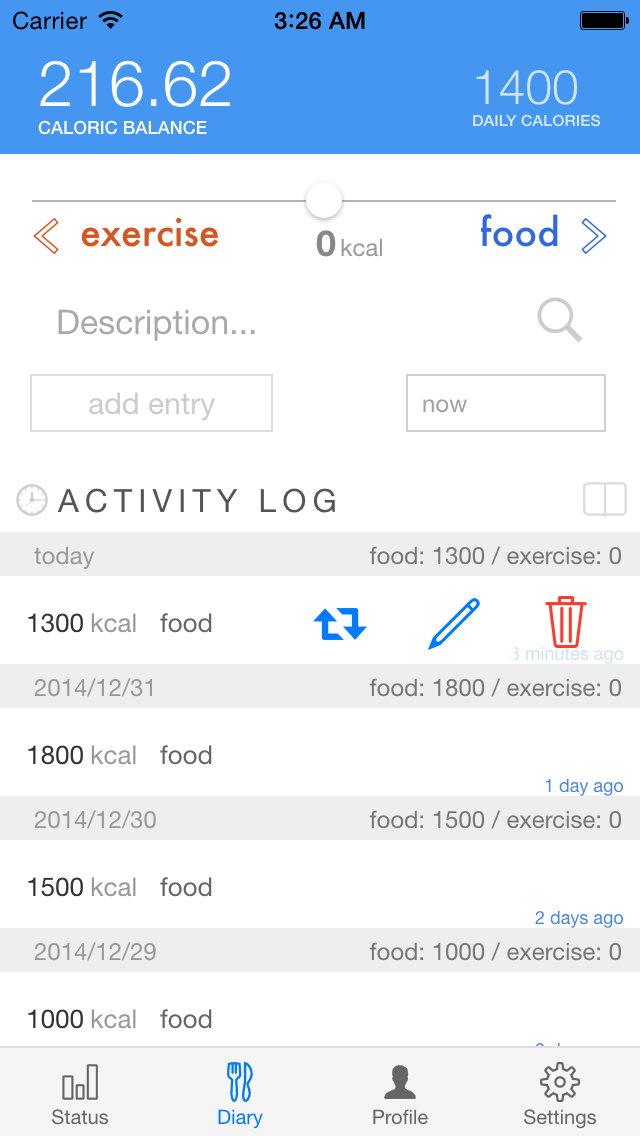 Carrier 3:26 AM
216.62 1400
CALORIC BALANCE DAILY CALORIES
exercise 0 kcal food
Description...
add entry now
ACTIVITY LOG
today food: 1300 / exercise: 0
1300 kcal food
3 minutes ago
2014/12/31 food: 1800 / exercise: 0
1800 kcal food
1 day ago
2014/12/30 food: 1500 / exercise: 0
1500 kcal food
2 days ago
2014/12/29 food: 1000 / exercise: 0
1000 kcal food
Status Diary Profile Settings